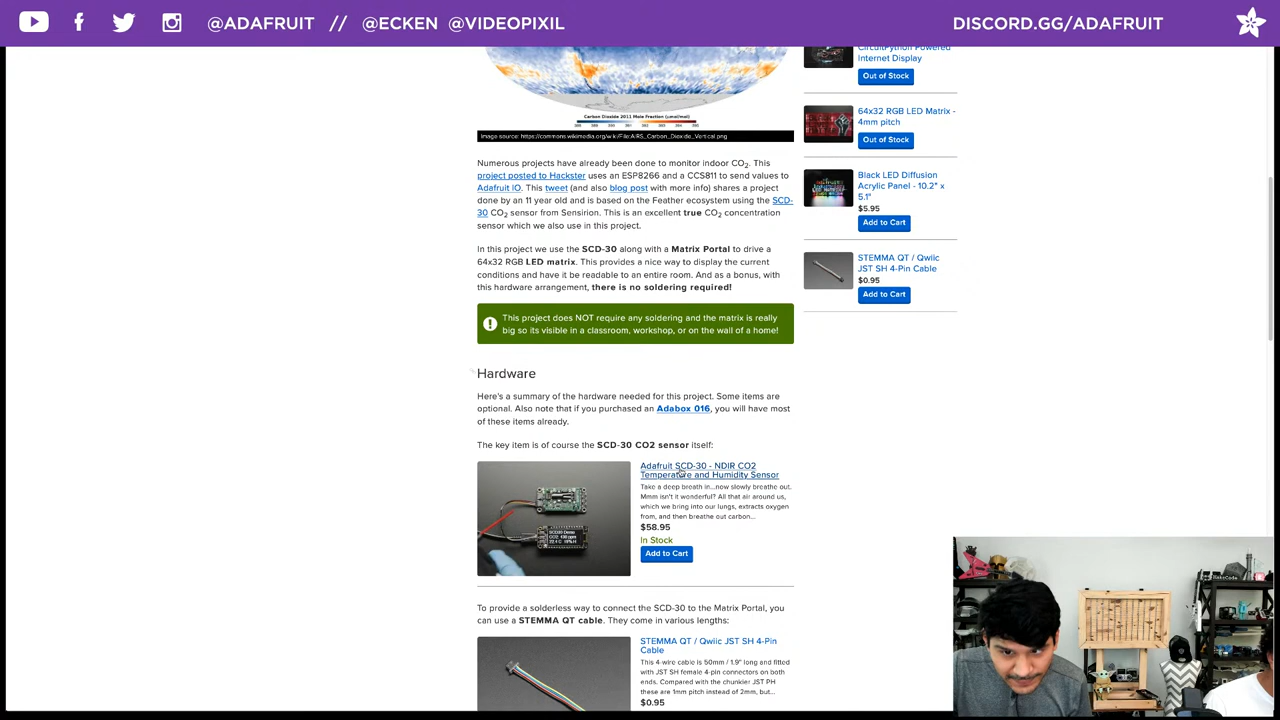 @ADAFRUIT // @ECKEN @VIDEOPIXIL
DISCORD.GG/ADAFRUIT
Carbon Dioxide 2011 Mole Fraction (umol/mol)
Image source: https://commons.wikimedia.org/wiki/File:AIRS_Carbon_Dioxide_Vertical.png
Numerous projects have already been done to monitor indoor CO2. This
project posted to Hackster uses an ESP8266 and a CCS811 to send values to
Adafruit IO. This tweet (and also blog post with more info) shares a project
done by an 11 year old and is based on the Feather ecosystem using the SCD-
30 CO2 sensor from Sensirion. This is an excellent true CO2 concentration
sensor which we also use in this project.
In this project we use the SCD-30 along with a Matrix Portal to drive a
64x32 RGB LED matrix. This provides a nice way to display the current
conditions and have it be readable to an entire room. And as a bonus, with
this hardware arrangement, there is no soldering required!
This project does NOT require any soldering and the matrix is really
big so its visible in a classroom, workshop, or on the wall of a home!
Hardware
Here's a summary of the hardware needed for this project. Some items are
optional. Also note that if you purchased an Adabox 016, you will have most
of these items already.
The key item is of course the SCD-30 CO2 sensor itself:
Adafruit SCD-30 - NDIR CO2
Temperature and Humidity Sensor
Take a deep breath in...now slowly breathe out.
Mmm isn't it wonderful? All that air around us,
which we bring into our lungs, extracts oxygen
from, and then breathe out carbon...
$58.95
In Stock
Add to Cart
To provide a solderless way to connect the SCD-30 to the Matrix Portal, you
can use a STEMMA QT cable. They come in various lengths:
STEMMA QT / Qwiic JST SH 4-Pin
Cable
This 4-wire cable is 50mm / 1.9" long and fitted
with JST SH female 4-pin connectors on both
ends. Compared with the chunkier JST PH
these are 1mm pitch instead of 2mm, but...
$0.95
CircuitPython Powered
Internet Display
Out of Stock
64x32 RGB LED Matrix -
4mm pitch
Out of Stock
Black LED Diffusion
Acrylic Panel - 10.2" x
5.1"
$5.95
Add to Cart
STEMMA QT / Qwiic
JST SH 4-Pin Cable
$0.95
Add to Cart